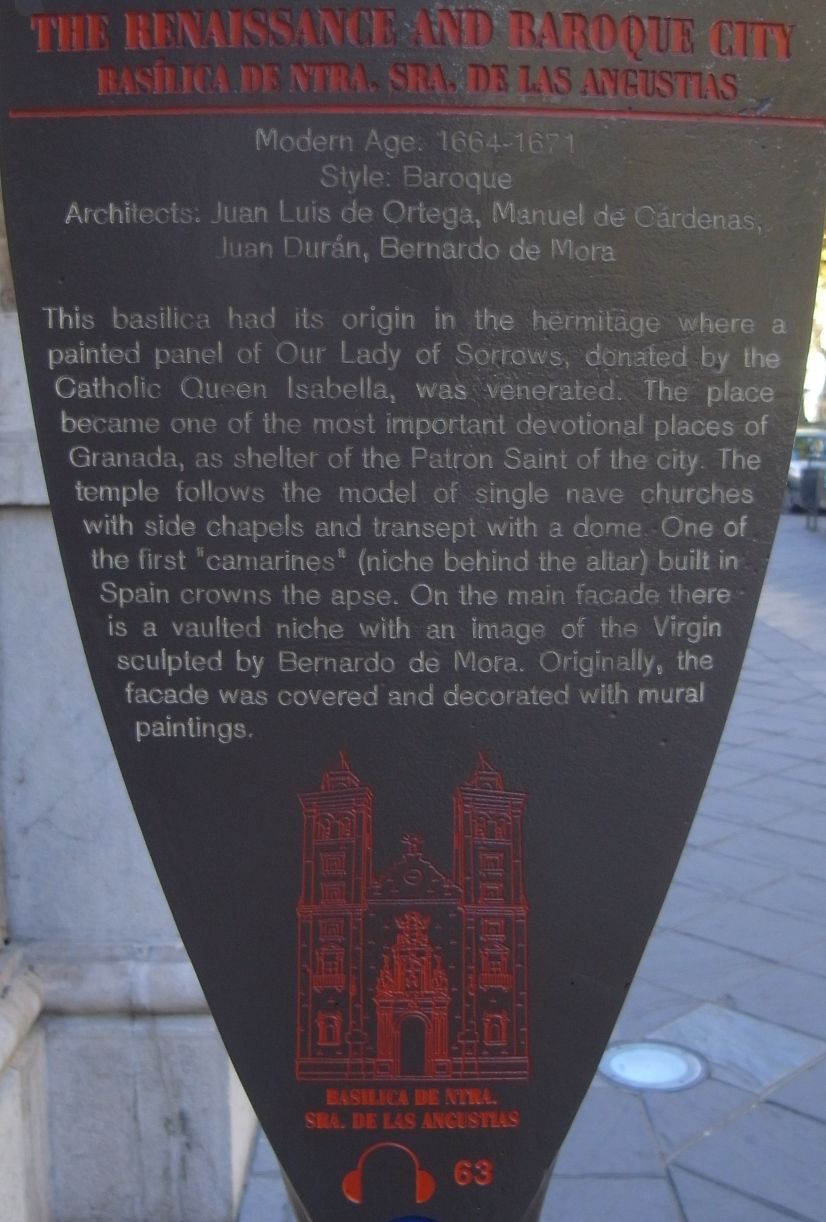 THE RENAISSANCE AND BAROQUE CITY
BASÍLICA DE NTRA. SRA. DE LAS ANGUSTIAS
Modern Age: 1664-1671
Style: Baroque
Architects: Juan Luis de Ortega, Manuel de Cárdenas,
Juan Durán, Bernardo de Mora
This basilica had its origin in the hermitage where a
painted panel of Our Lady of Sorrows, donated by the
Catholic Queen Isabella, was venerated. The place
became one of the most important devotional places of
Granada, as shelter of the Patron Saint of the city. The
temple follows the model of single nave churches
with side chapels and transept with a dome. One of
the first "camarines" (niche behind the altar) built in
Spain crowns the apse. On the main facade there
is a vaulted niche with an image of the Virgin
sculpted by Bernardo de Mora. Originally, the
facade was covered and decorated with mural
paintings.
BASILICA DE NTRA.
SRA. DE LAS ANGUSTIAS
63